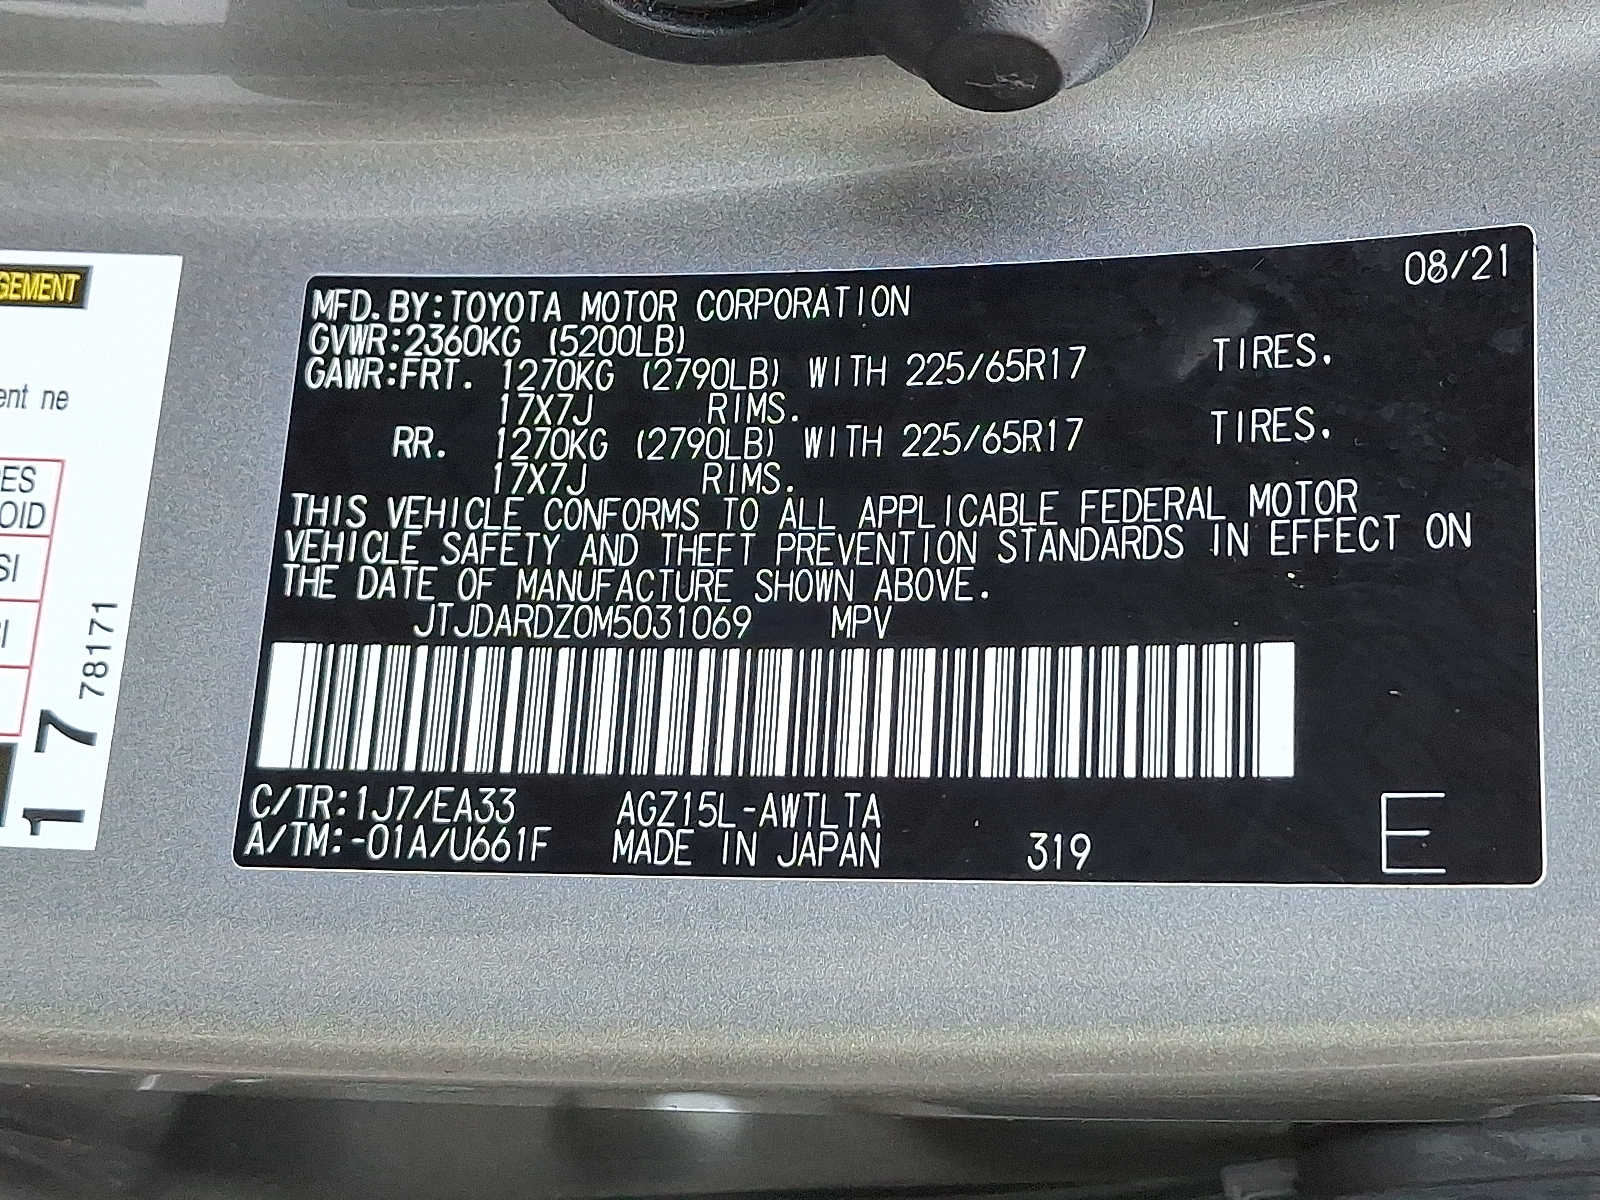 GEMENT
ent ne
ES
OID
SI
I
17
78171
08/21
MFD.BY:TOYOTA MOTOR CORPORATION
GVWR:2360KG (5200LB)
GAWR:FRT. 1270KG (2790LB) WITH 225/65R17 TIRES.
17X7J RIMS.
RR. 1270KG (2790LB) WITH 225/65R17 TIRES.
17X7J RIMS.
THIS VEHICLE CONFORMS TO ALL APPLICABLE FEDERAL MOTOR
VEHICLE SAFETY AND THEFT PREVENTION STANDARDS IN EFFECT ON
THE DATE OF MANUFACTURE SHOWN ABOVE.
JTJDARDZ0M5031069 MPV
C/TR:1J7/EA33 AGZ15L-AWTLTA
A/TM:-01A/U661F MADE IN JAPAN 319 E